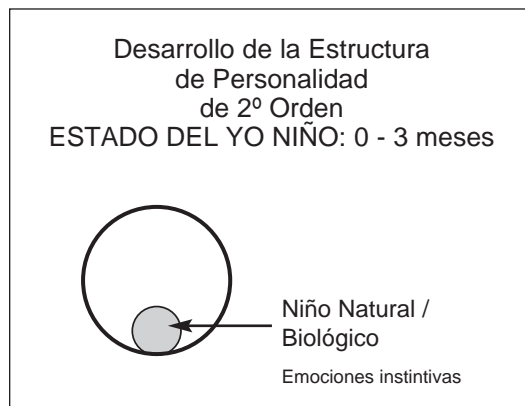 Desarrollo de la Estructura
de Personalidad
de 2º Orden
ESTADO DEL YO NIÑO: 0 - 3 meses
Niño Natural /
Biológico
Emociones instintivas